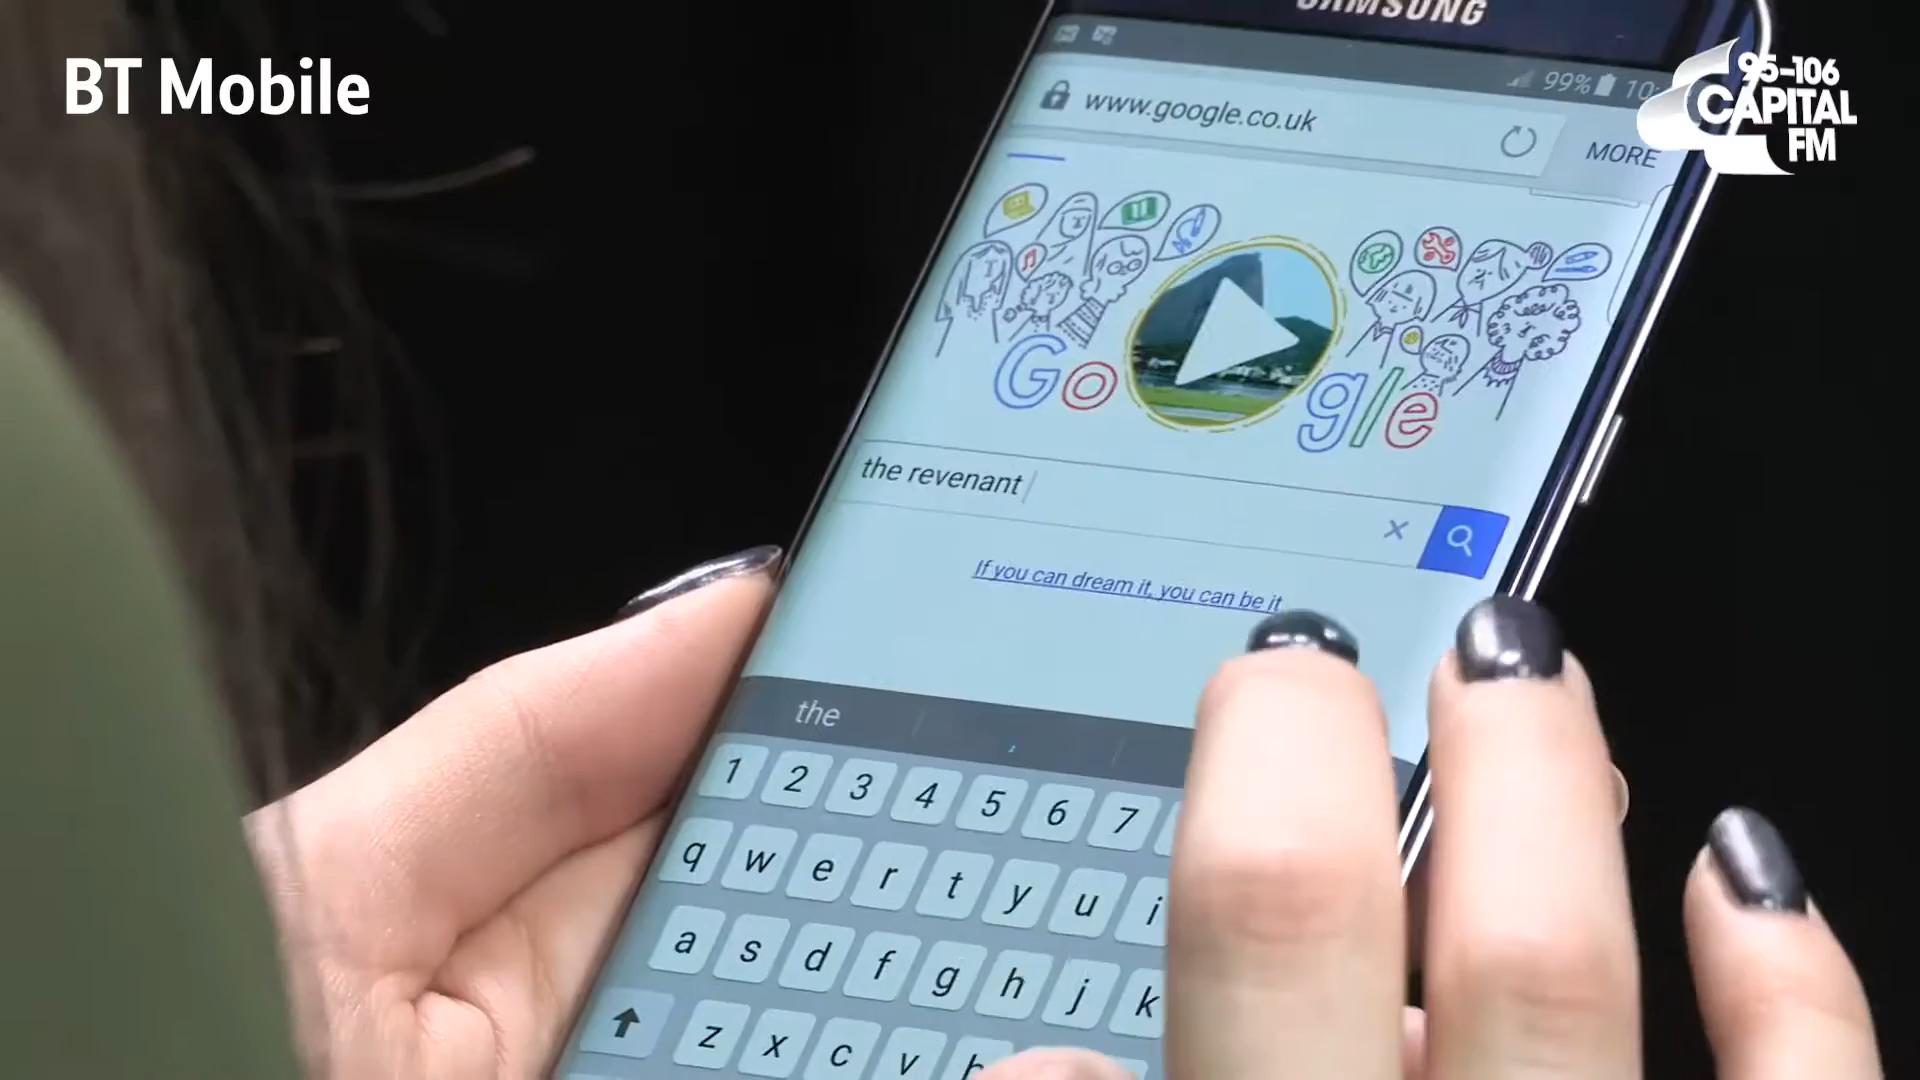 BT Mobile
95-106
CAPITAL
FM
SAMSUNG
99% 10:
www.google.co.uk
MORE
Google
the revenant
If you can dream it, you can be it
the
,
1 2 3 4 5 6 7
q w e r t y u i
a s d f g h j k
z x c v b